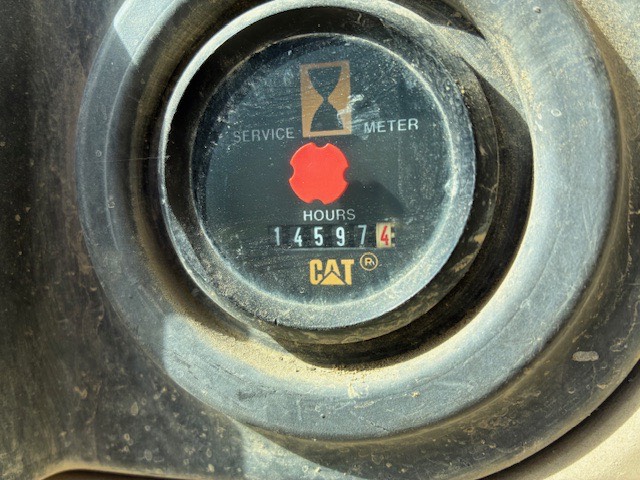 SERVICE METER
HOURS
145974
CAT ®